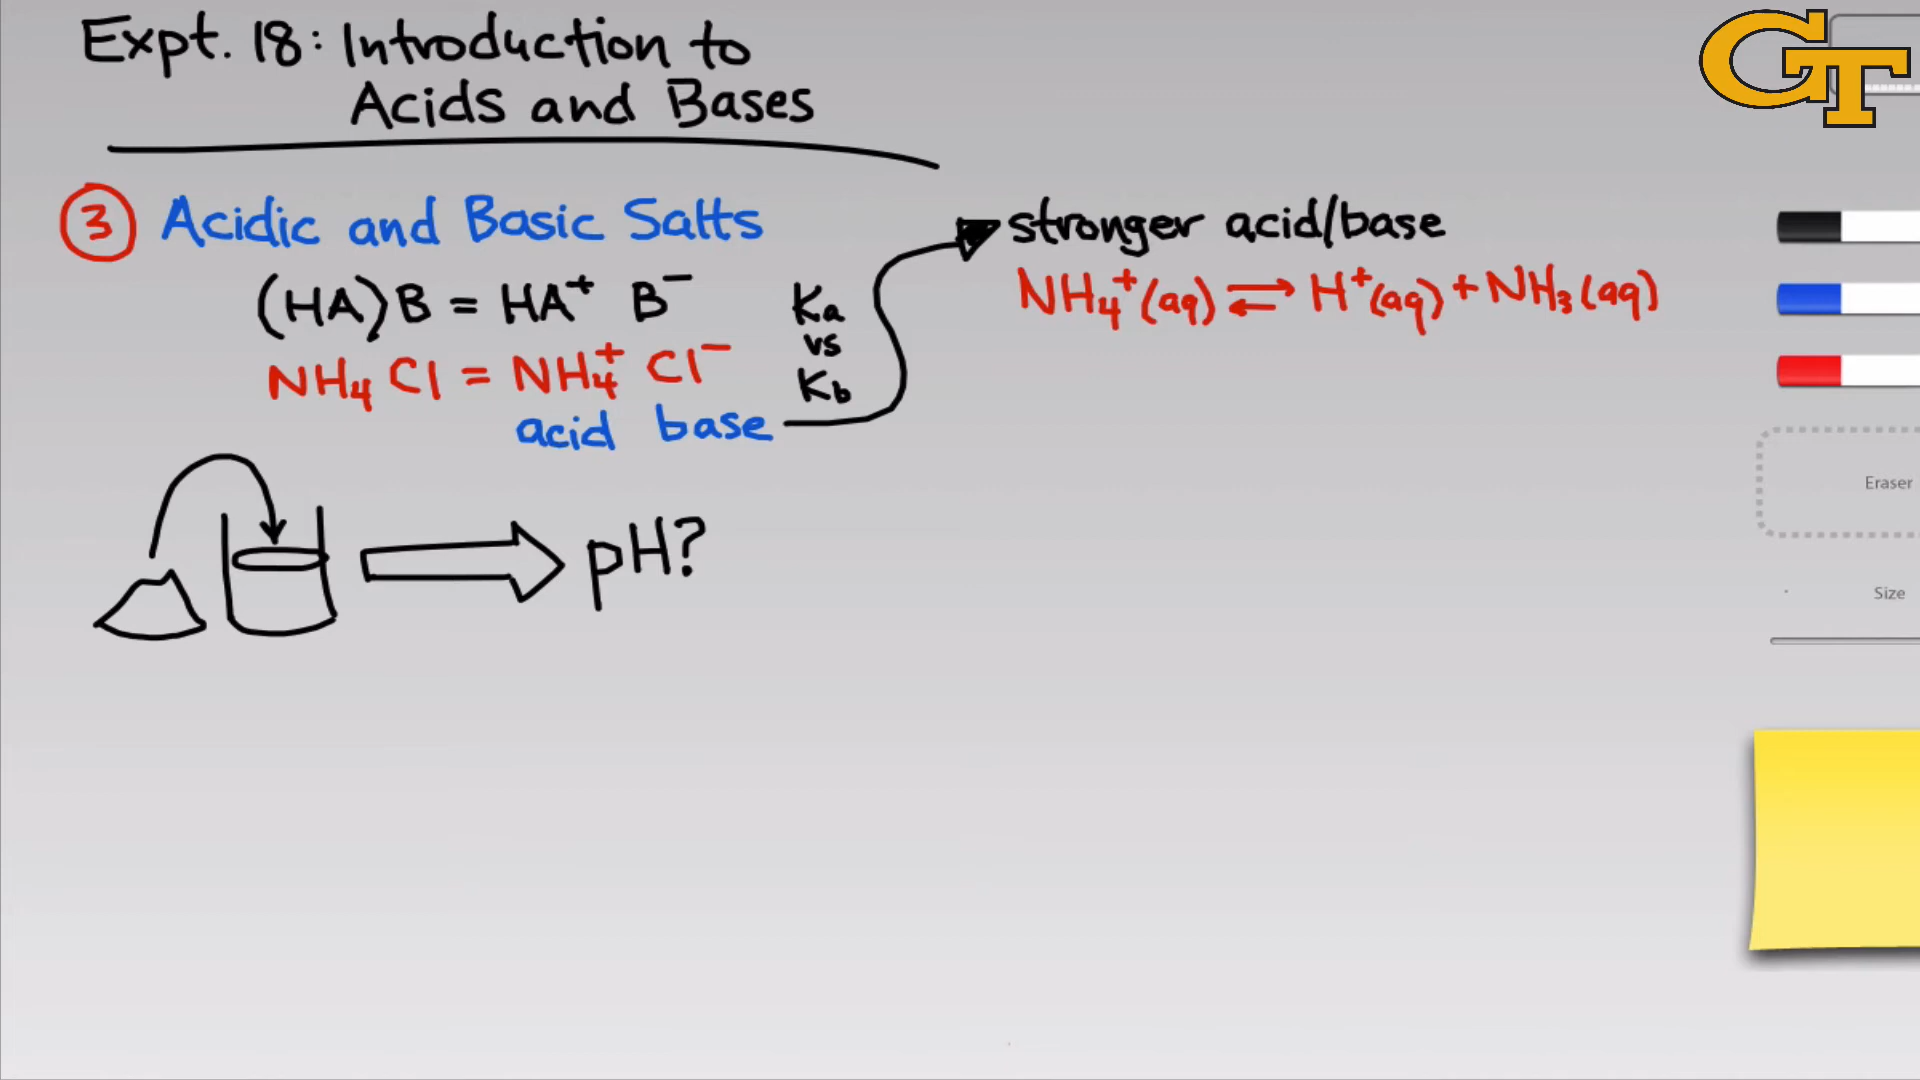 Expt. 18: Introduction to
Acids and Bases
GT
3 Acidic and Basic Salts
(HA)B = HA⁺ B⁻
NH₄Cl = NH₄⁺ Cl⁻
acid base
Ka
vs
Kb
stronger acid/base
NH₄⁺(aq) ⇌ H⁺(aq) + NH₃(aq)
pH?
Eraser
Size